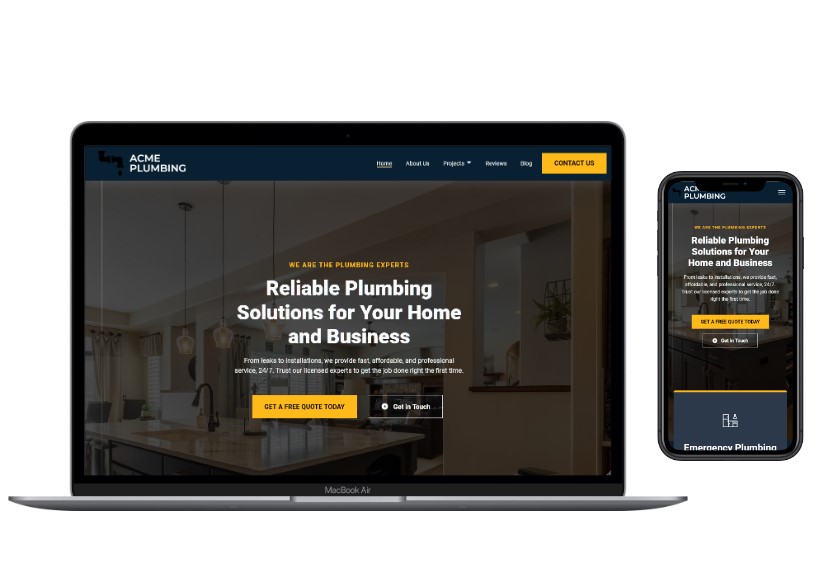 ACME
PLUMBING
Home About Us Projects Reviews Blog CONTACT US
WE ARE THE PLUMBING EXPERTS
Reliable Plumbing
Solutions for Your Home
and Business
From leaks to installations, we provide fast, affordable, and professional
service, 24/7. Trust our licensed experts to get the job done right the first time.
GET A FREE QUOTE TODAY Get in Touch
MacBook Air
PLUMBING
WE ARE THE PLUMBING EXPERTS
Reliable Plumbing
Solutions for Your
Home and Business
From leaks to installations, we provide fast,
affordable, and professional service, 24/7.
Trust our licensed experts to get the job done
right the first time.
GET A FREE QUOTE TODAY
Get in Touch
Emergency Plumbing